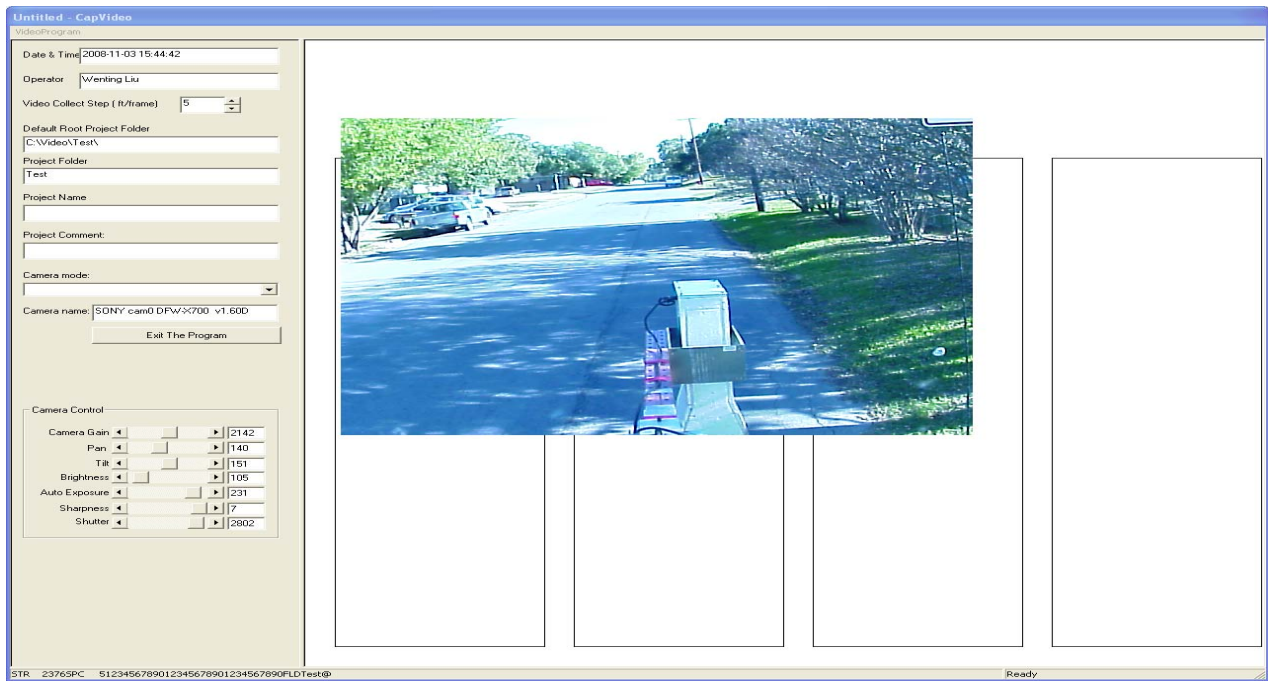 Untitled - CapVideo
VideoProgram
Date & Time 2008-11-03 15:44:42
Operator Wenting Liu
Video Collect Step ( ft/frame) 5
Default Root Project Folder
C:\Video\Test\
Project Folder
Test
Project Name
Project Comment:
Camera mode:
Camera name: SONY cam0 DFW-X700 v1.60D
Exit The Program
Camera Control
Camera Gain 2142
Pan 140
Tilt 151
Brightness 105
Auto Exposure 231
Sharpness 7
Shutter 2802
STR 2376SPC 5123456789012345678901234567890FLDTest@ Ready